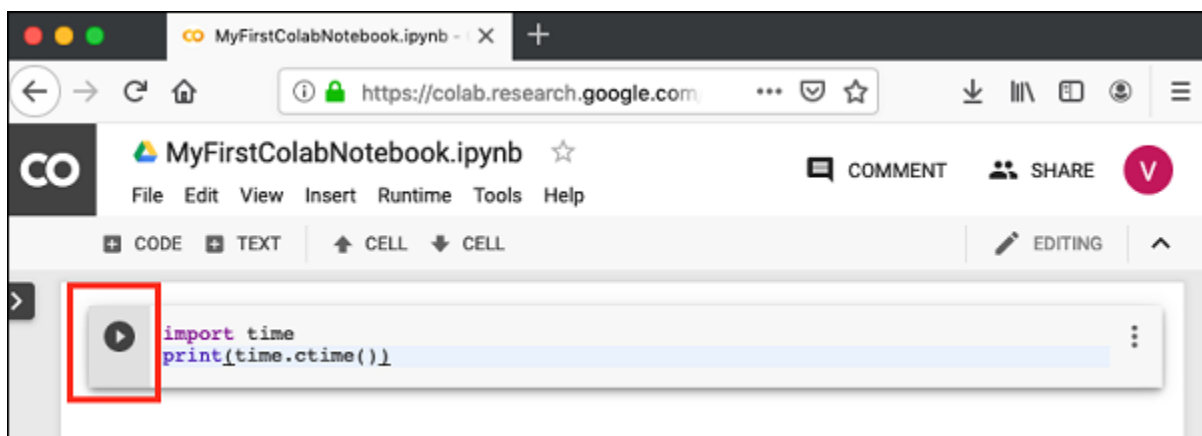 MyFirstColabNotebook.ipynb -
https://colab.research.google.com
CO MyFirstColabNotebook.ipynb COMMENT SHARE V
File Edit View Insert Runtime Tools Help
CODE TEXT CELL CELL EDITING
import time
print(time.ctime())